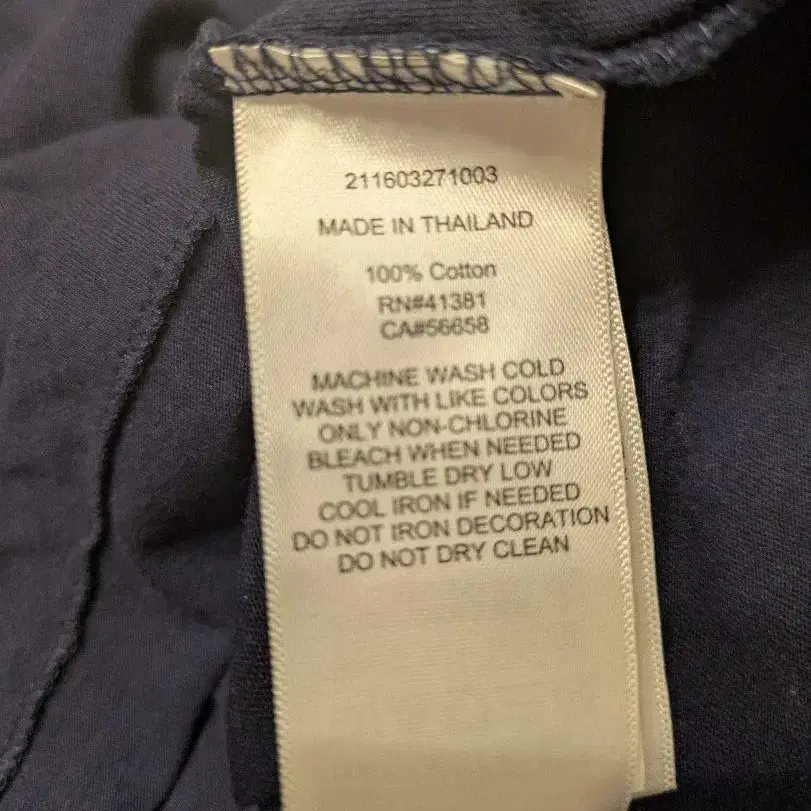 211603271003
MADE IN THAILAND
100% Cotton
RN#41381
CA#56658
MACHINE WASH COLD
WASH WITH LIKE COLORS
ONLY NON-CHLORINE
BLEACH WHEN NEEDED
TUMBLE DRY LOW
COOL IRON IF NEEDED
DO NOT IRON DECORATION
DO NOT DRY CLEAN